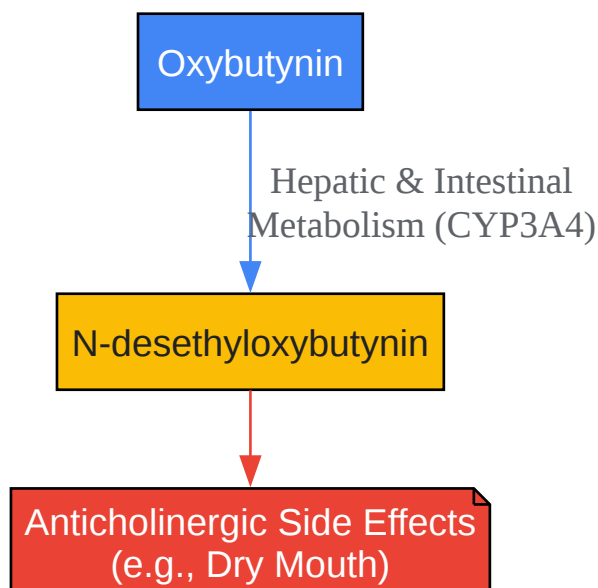 Oxybutynin
Hepatic & Intestinal
Metabolism (CYP3A4)
N-desethyloxybutynin
Anticholinergic Side Effects
(e.g., Dry Mouth)